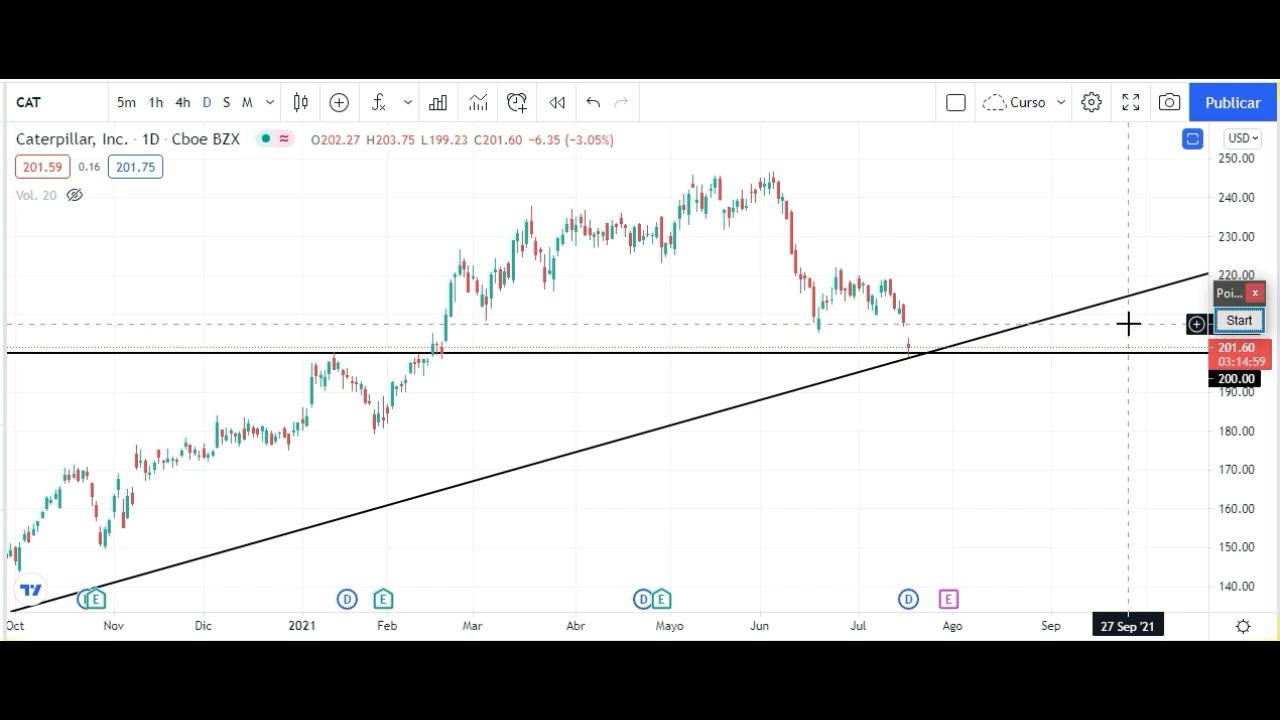 CAT 5m 1h 4h D S M Curso Publicar
Caterpillar, Inc. · 1D · Cboe BZX O202.27 H203.75 L199.23 C201.60 −6.35 (−3.05%) USD
201.59 0.16 201.75
Vol. 20
250.00
240.00
230.00
220.00
Poi... x
Start
201.60
03:14:59
200.00
190.00
180.00
170.00
160.00
150.00
140.00
E D E D E D E
Oct Nov Dic 2021 Feb Mar Abr Mayo Jun Jul Ago Sep 27 Sep '21